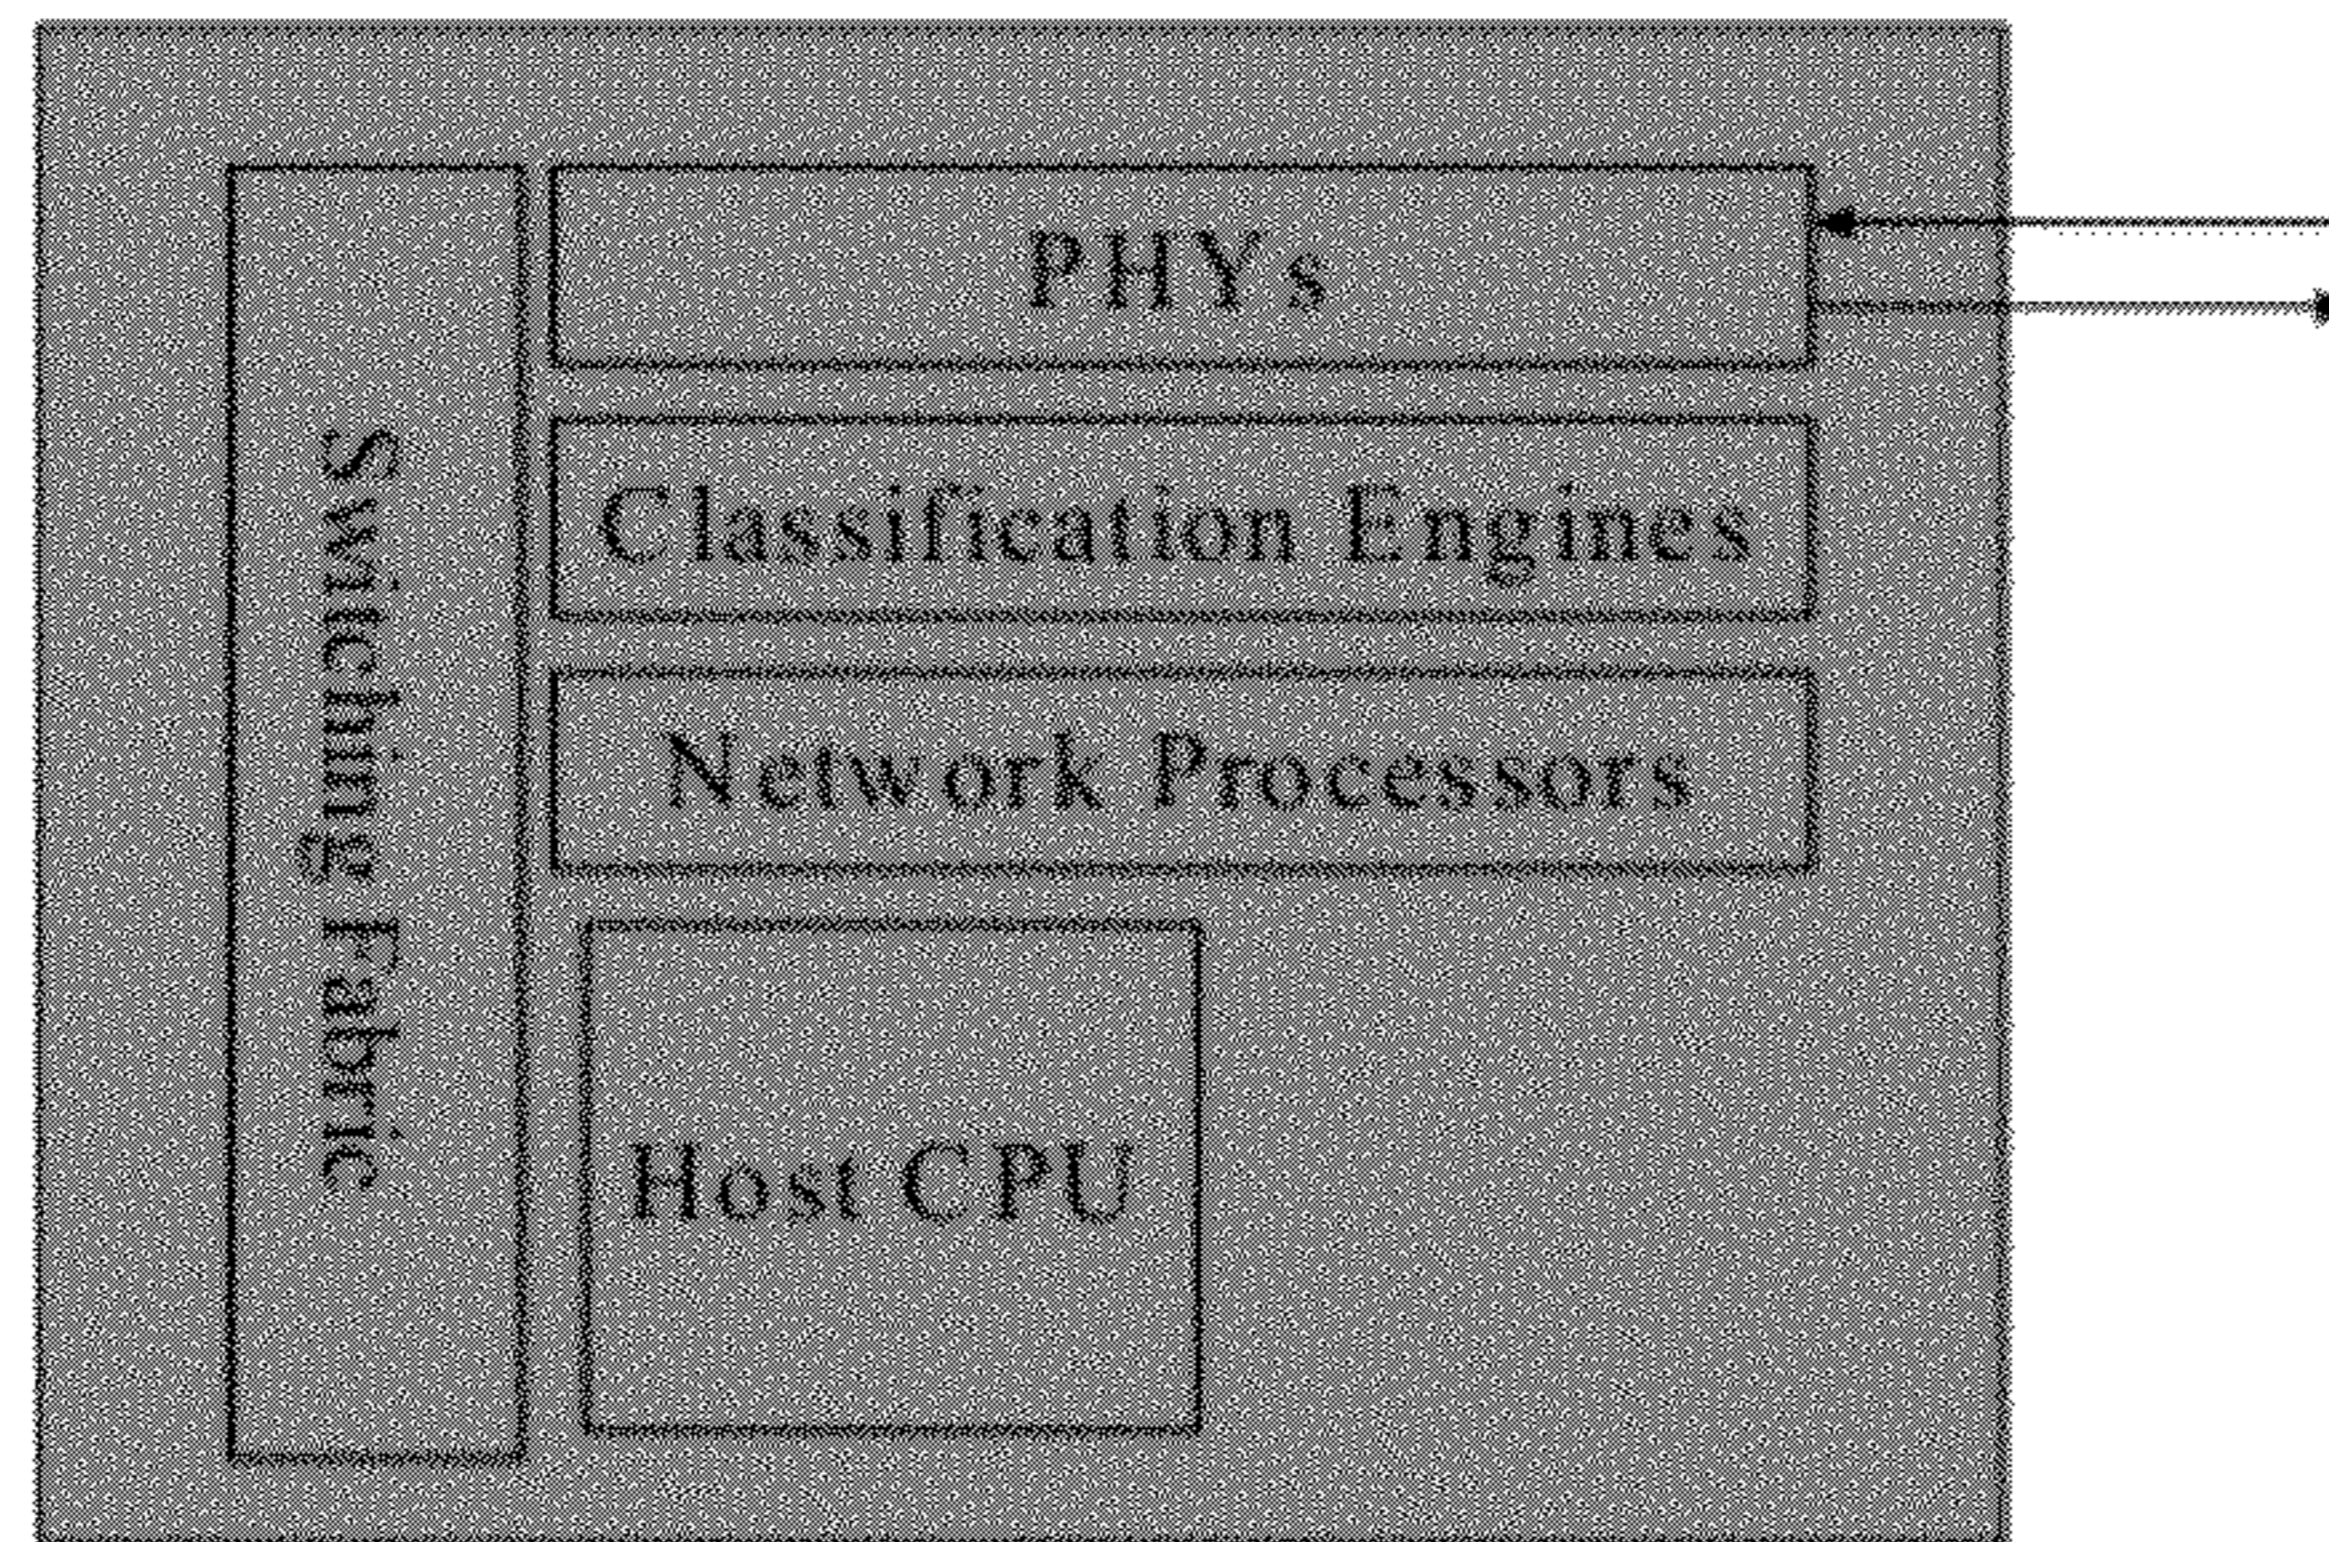 Switching Fabric
PHYs
Classification Engines
Network Processors
Host CPU